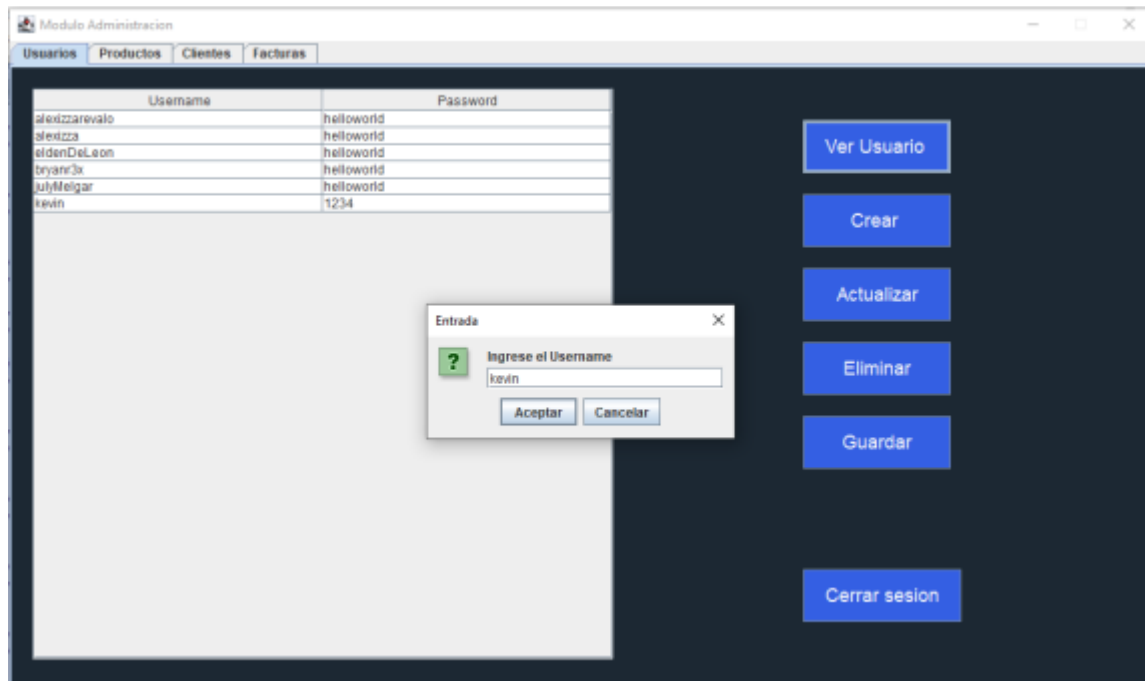 Modulo Administracion
Usuarios Productos Clientes Facturas
Username Password
alexizzarevalo helloworld
alexizza helloworld
eldenDeLeon helloworld
bryanr3x helloworld
julyMelgar helloworld
kevin 1234
Ver Usuario
Crear
Actualizar
Eliminar
Guardar
Cerrar sesion
Entrada
?
Ingrese el Username
kevin
Aceptar Cancelar